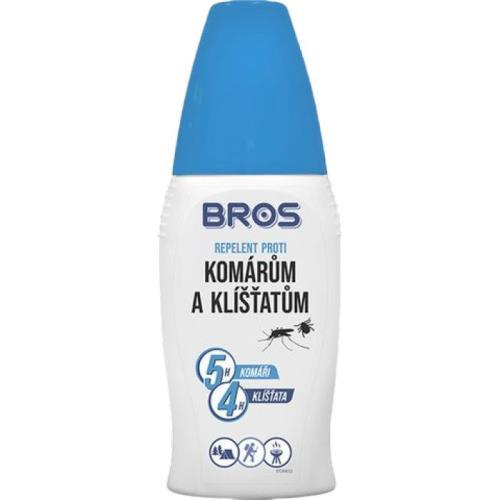 BROS
REPELENT PROTI
KOMÁRŮM
A KLÍŠŤATŮM
5H KOMÁŘI
4H KLÍŠŤATA